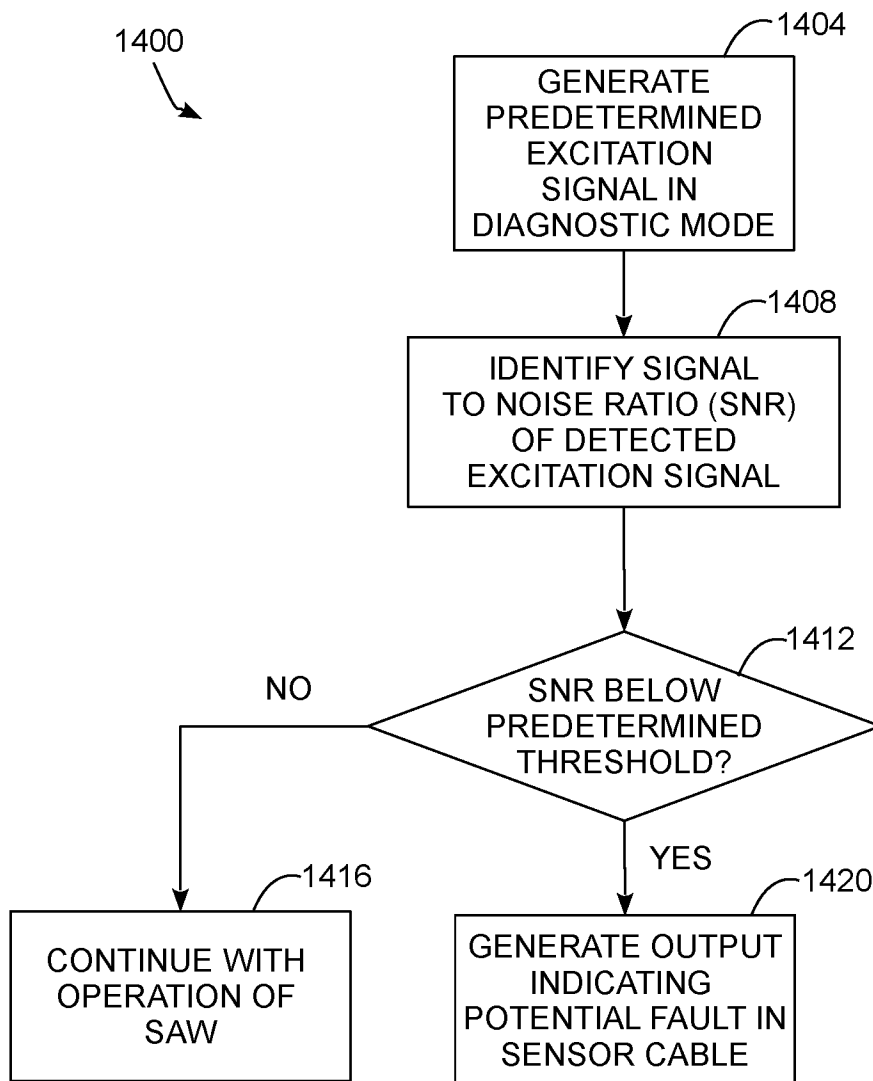 1400
1404
GENERATE
PREDETERMINED
EXCITATION
SIGNAL IN
DIAGNOSTIC MODE
1408
IDENTIFY SIGNAL
TO NOISE RATIO (SNR)
OF DETECTED
EXCITATION SIGNAL
1412
SNR BELOW
PREDETERMINED
THRESHOLD?
NO
YES
1416
CONTINUE WITH
OPERATION OF
SAW
1420
GENERATE OUTPUT
INDICATING
POTENTIAL FAULT IN
SENSOR CABLE